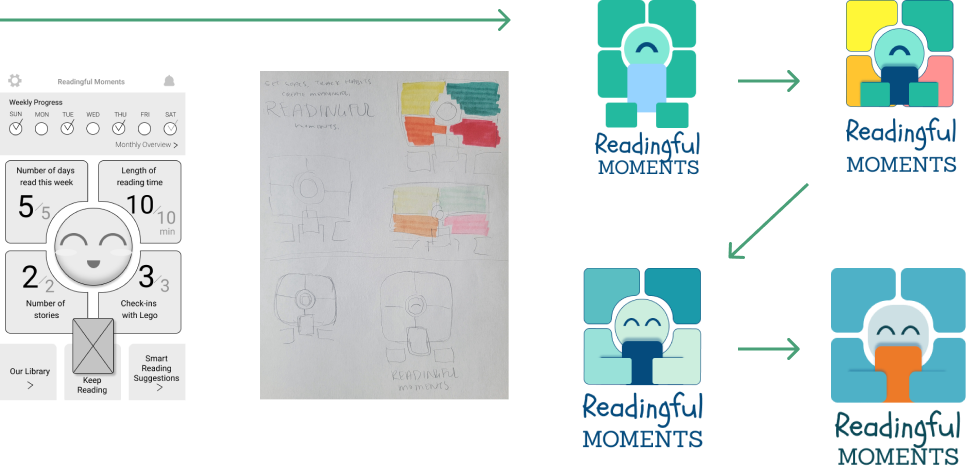 Readingful Moments
Weekly Progress
SUN MON TUE WED THU FRI SAT
Monthly Overview >
Number of days
read this week
5/5
Length of
reading time
10/10
min
2/2
Number of
stories
3/3
Check-ins
with Lego
Our Library
>
Keep
Reading
Smart
Reading
Suggestions
>
READINGFUL
MOMENTS
READINGFUL
MOMENTS
Readingful
MOMENTS
Readingful
MOMENTS
Readingful
MOMENTS
Readingful
MOMENTS